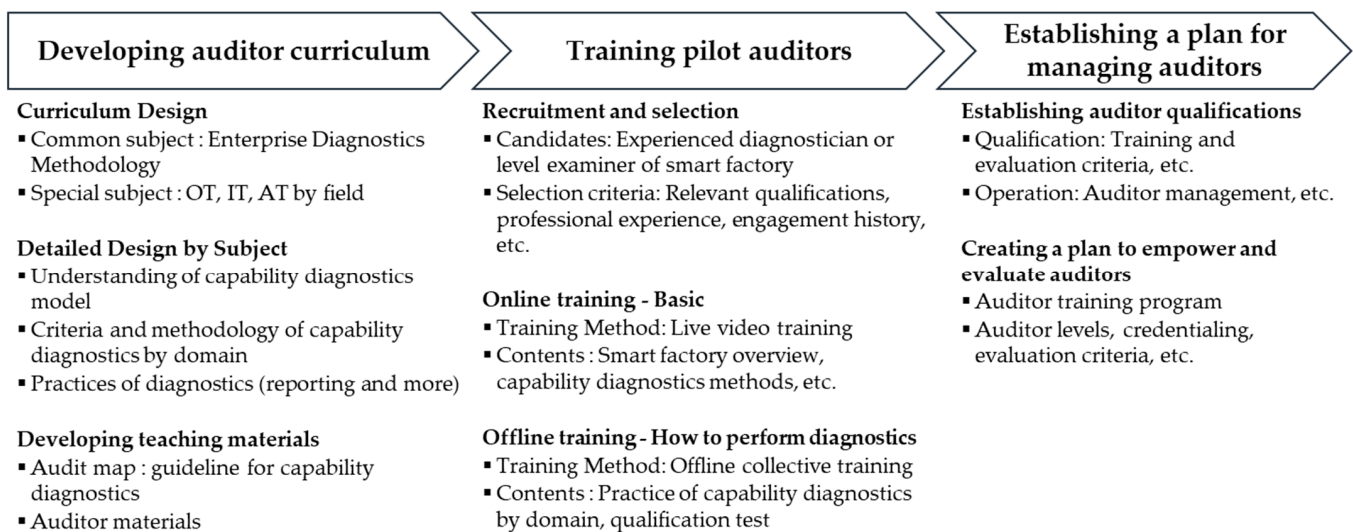 Developing auditor curriculum
Training pilot auditors
Establishing a plan for
managing auditors
Curriculum Design
▪ Common subject : Enterprise Diagnostics
Methodology
▪ Special subject : OT, IT, AT by field
Detailed Design by Subject
▪ Understanding of capability diagnostics
model
▪ Criteria and methodology of capability
diagnostics by domain
▪ Practices of diagnostics (reporting and more)
Developing teaching materials
▪ Audit map : guideline for capability
diagnostics
▪ Auditor materials
Recruitment and selection
▪ Candidates: Experienced diagnostician or
level examiner of smart factory
▪ Selection criteria: Relevant qualifications,
professional experience, engagement history,
etc.
Online training - Basic
▪ Training Method: Live video training
▪ Contents : Smart factory overview,
capability diagnostics methods, etc.
Offline training - How to perform diagnostics
▪ Training Method: Offline collective training
▪ Contents : Practice of capability diagnostics
by domain, qualification test
Establishing auditor qualifications
▪ Qualification: Training and
evaluation criteria, etc.
▪ Operation: Auditor management, etc.
Creating a plan to empower and
evaluate auditors
▪ Auditor training program
▪ Auditor levels, credentialing,
evaluation criteria, etc.